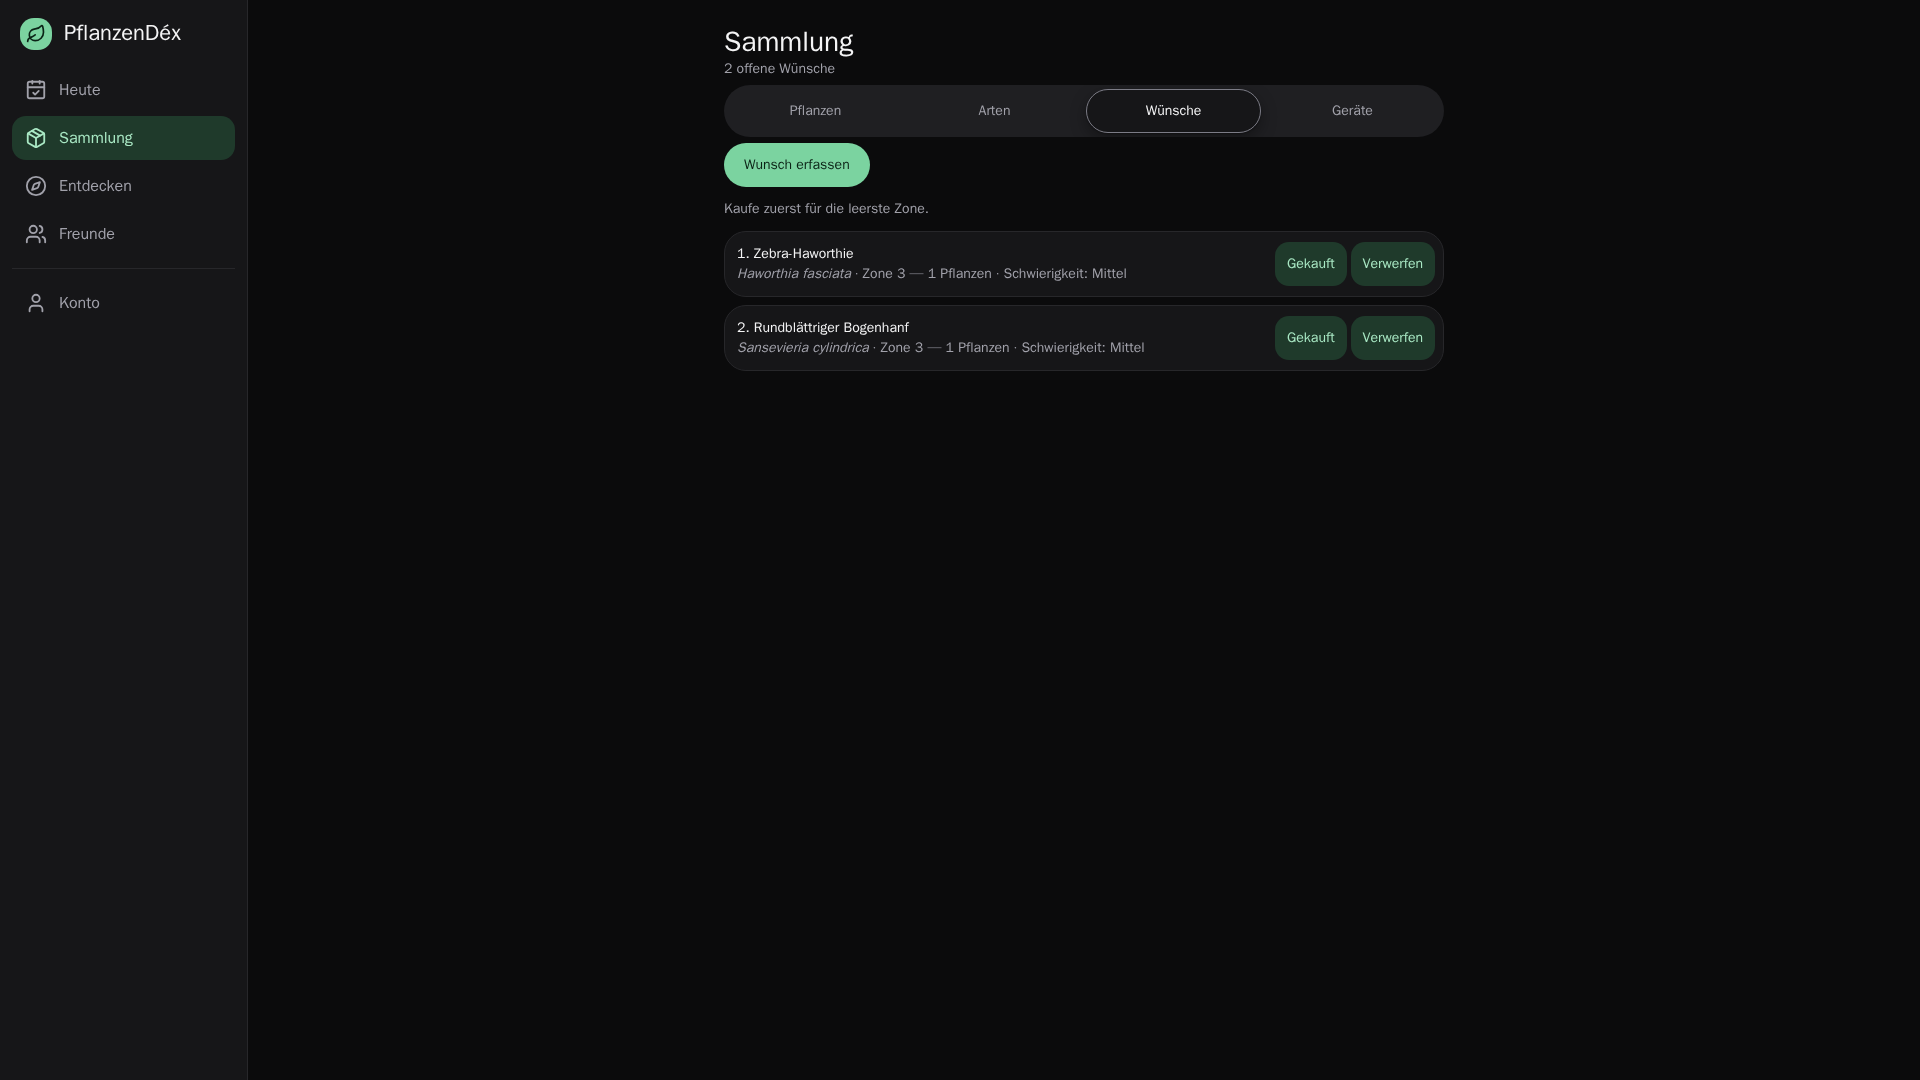 PflanzenDéx
Heute
Sammlung
Entdecken
Freunde
Konto
Sammlung
2 offene Wünsche
Pflanzen
Arten
Wünsche
Geräte
Wunsch erfassen
Kaufe zuerst für die leerste Zone.
1. Zebra-Haworthie
Haworthia fasciata · Zone 3 — 1 Pflanzen · Schwierigkeit: Mittel
Gekauft
Verwerfen
2. Rundblättriger Bogenhanf
Sansevieria cylindrica · Zone 3 — 1 Pflanzen · Schwierigkeit: Mittel
Gekauft
Verwerfen